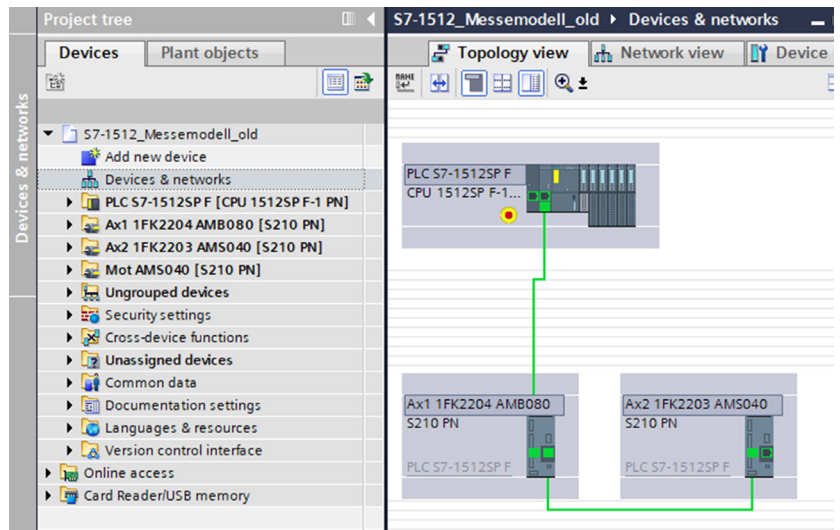 Project tree
Devices
Plant objects
Devices & networks
S7-1512_Messemodell_old
Add new device
Devices & networks
PLC S7-1512SP F [CPU 1512SP F-1 PN]
Ax1 1FK2204 AMB080 [S210 PN]
Ax2 1FK2203 AMS040 [S210 PN]
Mot AMS040 [S210 PN]
Ungrouped devices
Security settings
Cross-device functions
Unassigned devices
Common data
Documentation settings
Languages & resources
Version control interface
Online access
Card Reader/USB memory
S7-1512_Messemodell_old Devices & networks
Topology view
Network view
Device
NAME
PLC S7-1512SP F
CPU 1512SP F-1...
Ax1 1FK2204 AMB080
S210 PN
PLC S7-1512SP F
Ax2 1FK2203 AMS040
S210 PN
PLC S7-1512SP F